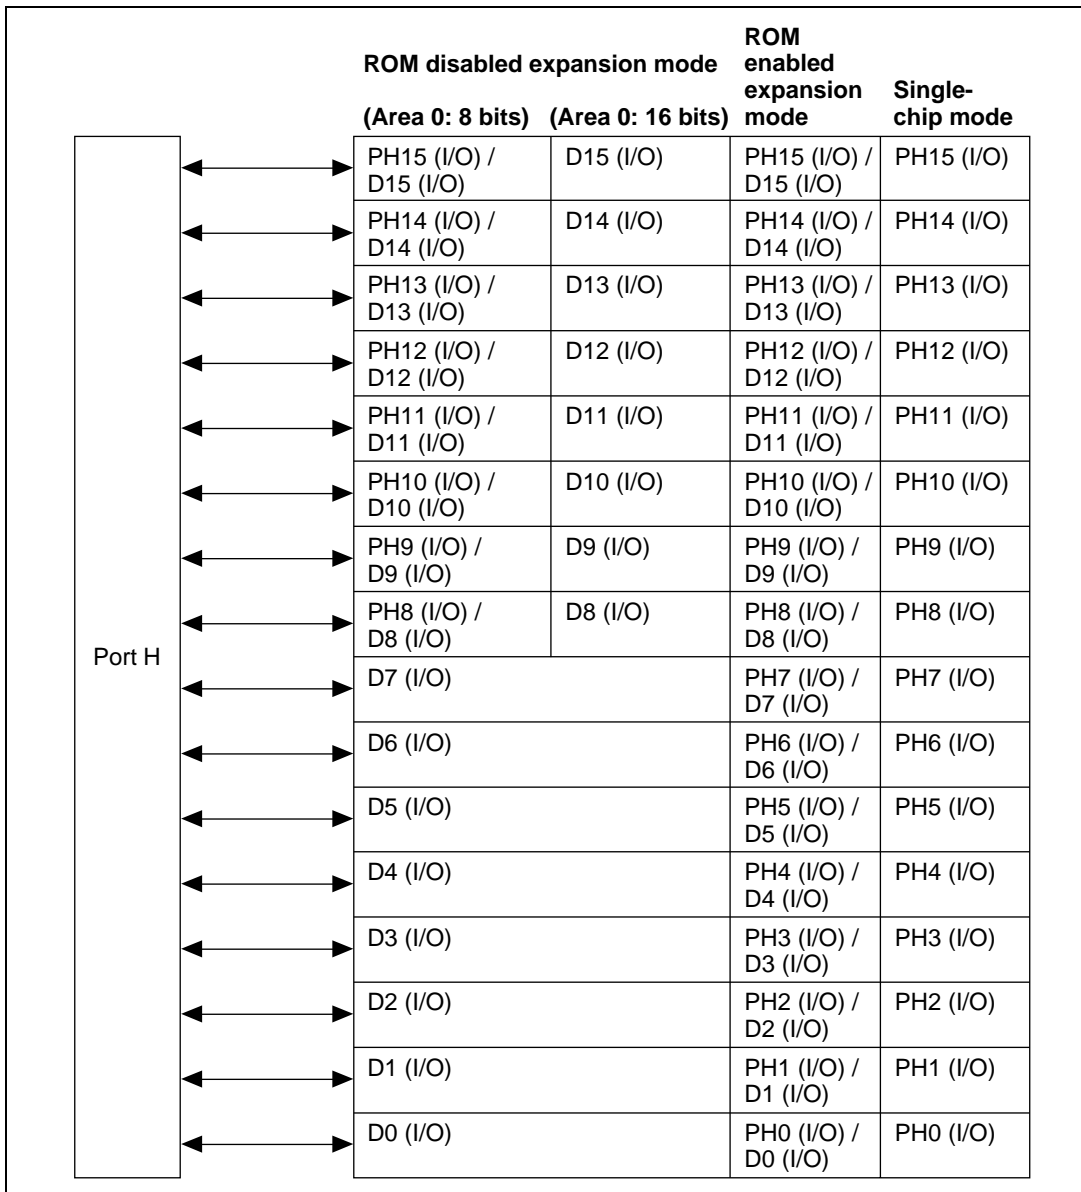 ROM disabled expansion mode
(Area 0: 8 bits) (Area 0: 16 bits)
ROM
enabled
expansion
mode
Single-
chip mode
Port H
PH15 (I/O) /
D15 (I/O)
D15 (I/O)
PH15 (I/O) /
D15 (I/O)
PH15 (I/O)
PH14 (I/O) /
D14 (I/O)
D14 (I/O)
PH14 (I/O) /
D14 (I/O)
PH14 (I/O)
PH13 (I/O) /
D13 (I/O)
D13 (I/O)
PH13 (I/O) /
D13 (I/O)
PH13 (I/O)
PH12 (I/O) /
D12 (I/O)
D12 (I/O)
PH12 (I/O) /
D12 (I/O)
PH12 (I/O)
PH11 (I/O) /
D11 (I/O)
D11 (I/O)
PH11 (I/O) /
D11 (I/O)
PH11 (I/O)
PH10 (I/O) /
D10 (I/O)
D10 (I/O)
PH10 (I/O) /
D10 (I/O)
PH10 (I/O)
PH9 (I/O) /
D9 (I/O)
D9 (I/O)
PH9 (I/O) /
D9 (I/O)
PH9 (I/O)
PH8 (I/O) /
D8 (I/O)
D8 (I/O)
PH8 (I/O) /
D8 (I/O)
PH8 (I/O)
D7 (I/O)
PH7 (I/O) /
D7 (I/O)
PH7 (I/O)
D6 (I/O)
PH6 (I/O) /
D6 (I/O)
PH6 (I/O)
D5 (I/O)
PH5 (I/O) /
D5 (I/O)
PH5 (I/O)
D4 (I/O)
PH4 (I/O) /
D4 (I/O)
PH4 (I/O)
D3 (I/O)
PH3 (I/O) /
D3 (I/O)
PH3 (I/O)
D2 (I/O)
PH2 (I/O) /
D2 (I/O)
PH2 (I/O)
D1 (I/O)
PH1 (I/O) /
D1 (I/O)
PH1 (I/O)
D0 (I/O)
PH0 (I/O) /
D0 (I/O)
PH0 (I/O)